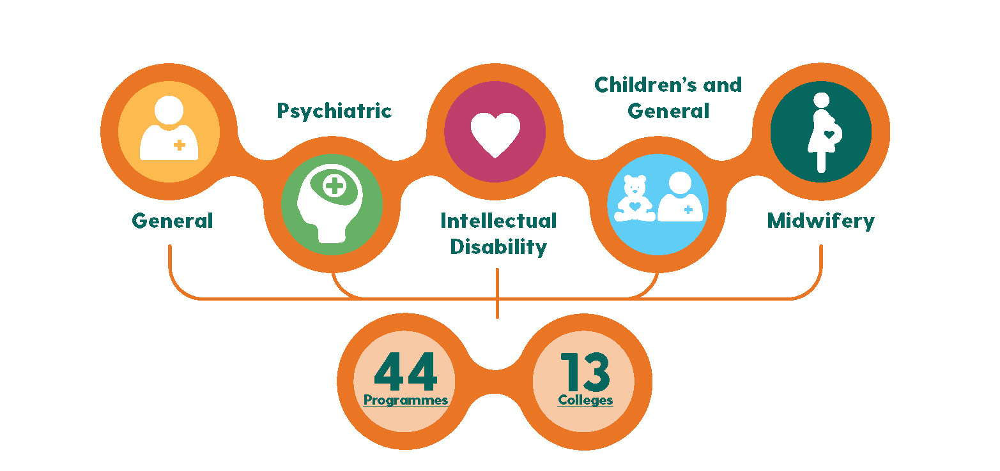 General
Psychiatric
Intellectual
Disability
Children's and
General
Midwifery
44
Programmes
13
Colleges